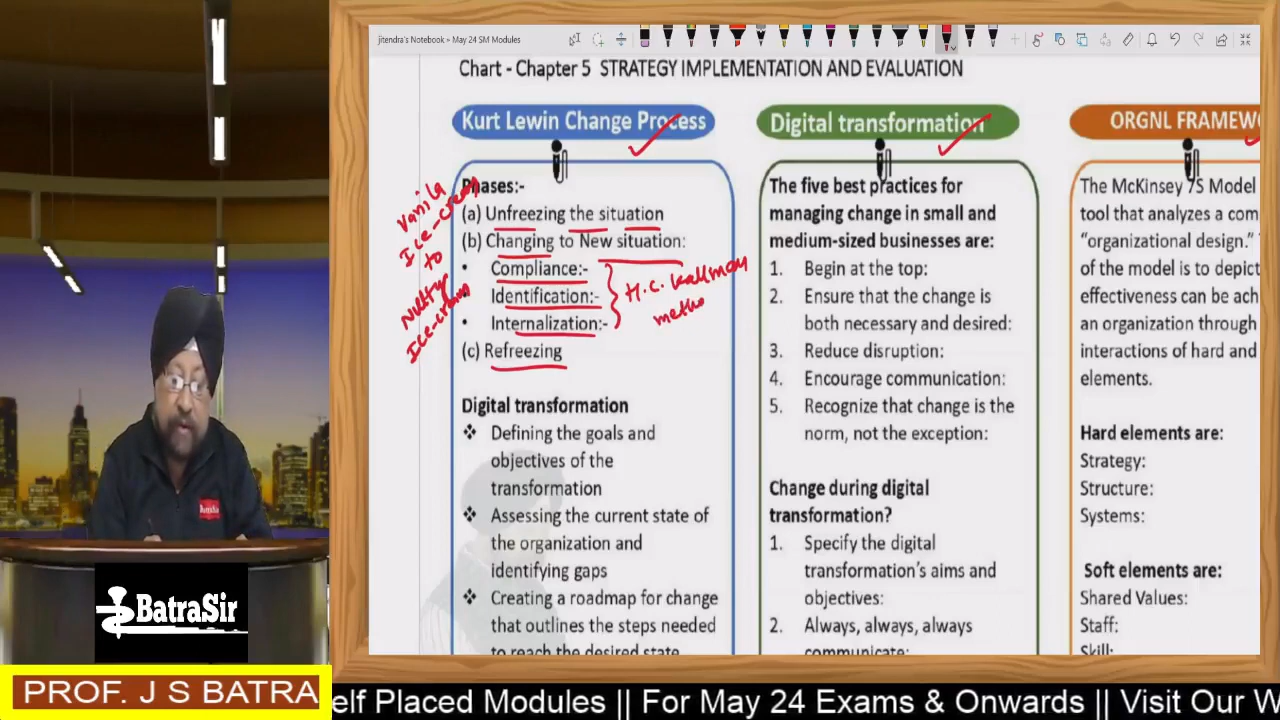 jitendra's Notebook » May 24 SM Modules
Chart - Chapter 5 STRATEGY IMPLEMENTATION AND EVALUATION
Kurt Lewin Change Process
Phases:-
(a) Unfreezing the situation
(b) Changing to New situation:
• Compliance:-
• Identification:-
• Internalization:-
(c) Refreezing
Vanila
Ice-cream
to
Ice-cream
H.C.
Digital transformation
❖ Defining the goals and
objectives of the
transformation
❖ Assessing the current state of
the organization and
identifying gaps
❖ Creating a roadmap for change
that outlines the steps needed
to reach the desired state
Digital transformation
The five best practices for
managing change in small and
medium-sized businesses are:
1. Begin at the top:
2. Ensure that the change is
both necessary and desired:
3. Reduce disruption:
4. Encourage communication:
5. Recognize that change is the
norm, not the exception:
Change during digital
transformation?
1. Specify the digital
transformation's aims and
objectives:
2. Always, always, always
communicate:
ORGNL FRAMEWO
The McKinsey 7S Model
tool that analyzes a com
"organizational design."
of the model is to depict
effectiveness can be ach
an organization through
interactions of hard and
elements.
Hard elements are:
Strategy:
Structure:
Systems:
Soft elements are:
Shared Values:
Staff:
Skill:
BatraSir
PROF. J S BATRA
elf Placed Modules || For May 24 Exams & Onwards || Visit Our W